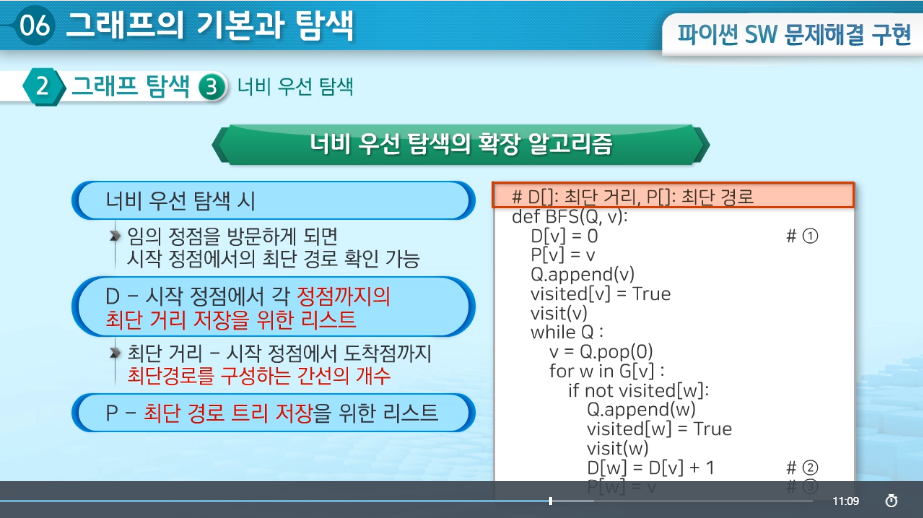 06 그래프의 기본과 탐색
파이썬 SW 문제해결 구현
2 그래프 탐색 3 너비 우선 탐색
너비 우선 탐색의 확장 알고리즘
너비 우선 탐색 시
임의 정점을 방문하게 되면
시작 정점에서의 최단 경로 확인 가능
D - 시작 정점에서 각 정점까지의
최단 거리 저장을 위한 리스트
최단 거리 - 시작 정점에서 도착점까지
최단경로를 구성하는 간선의 개수
P - 최단 경로 트리 저장을 위한 리스트
# D[]: 최단 거리, P[]: 최단 경로
def BFS(Q, v):
D[v] = 0 # ①
P[v] = v
Q.append(v)
visited[v] = True
visit(v)
while Q :
v = Q.pop(0)
for w in G[v] :
if not visited[w]:
Q.append(w)
visited[w] = True
visit(w)
D[w] = D[v] + 1 # ②
P[w] = v # ③
11:09